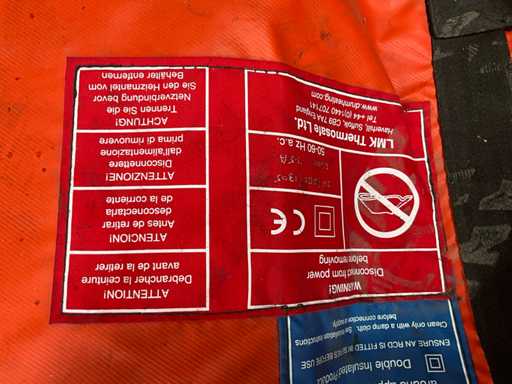 WARNING!
Disconnect from power
before removing
CE
50-60 Hz a.c.
LMK Thermosafe Ltd.
Haverhill, Suffolk, CB9 7AA England
Tel +44 (0)1440 707141
www.drumheating.com
ATTENTION!
Debrancher la ceinture
avant de la retirer
ATENCION!
Antes de retirar
desconectarla
de la corriente
ATTENZIONE!
Disconnettere
dall'alimentazione
prima di rimuovere
ACHTUNG!
Trennen Sie die
Netzverbindung bevor
Sie den Heizmantel vom
Behälter entfernen
Double Insulated
ENSURE AN RCD IS FITTED BEFORE USE
Clean only with a damp cloth. See installation instructions
before connection to supply